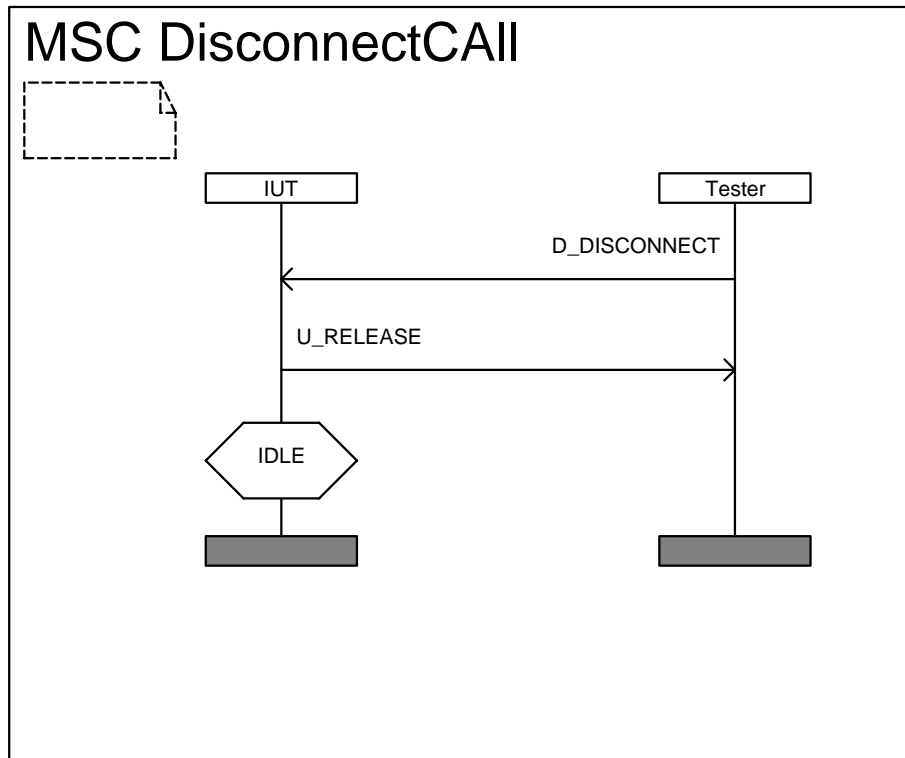 MSC DisconnectCAll
IUT
Tester
D_DISCONNECT
U_RELEASE
IDLE